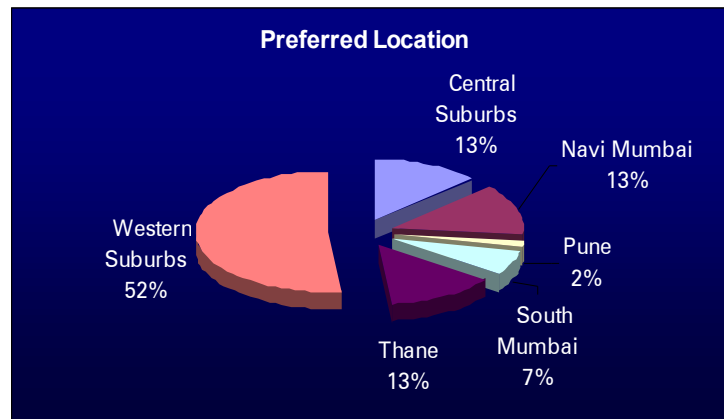 Preferred Location
Central
Suburbs
13%
Navi Mumbai
13%
Pune
2%
South
Mumbai
7%
Thane
13%
Western
Suburbs
52%